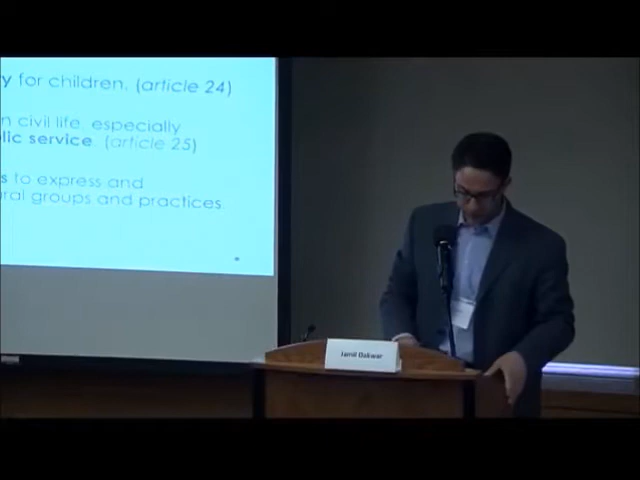 y for children. (article 24)
n civil life, especially
lic service. (article 25)
s to express and
ral groups and practices
Jamil Dakwar